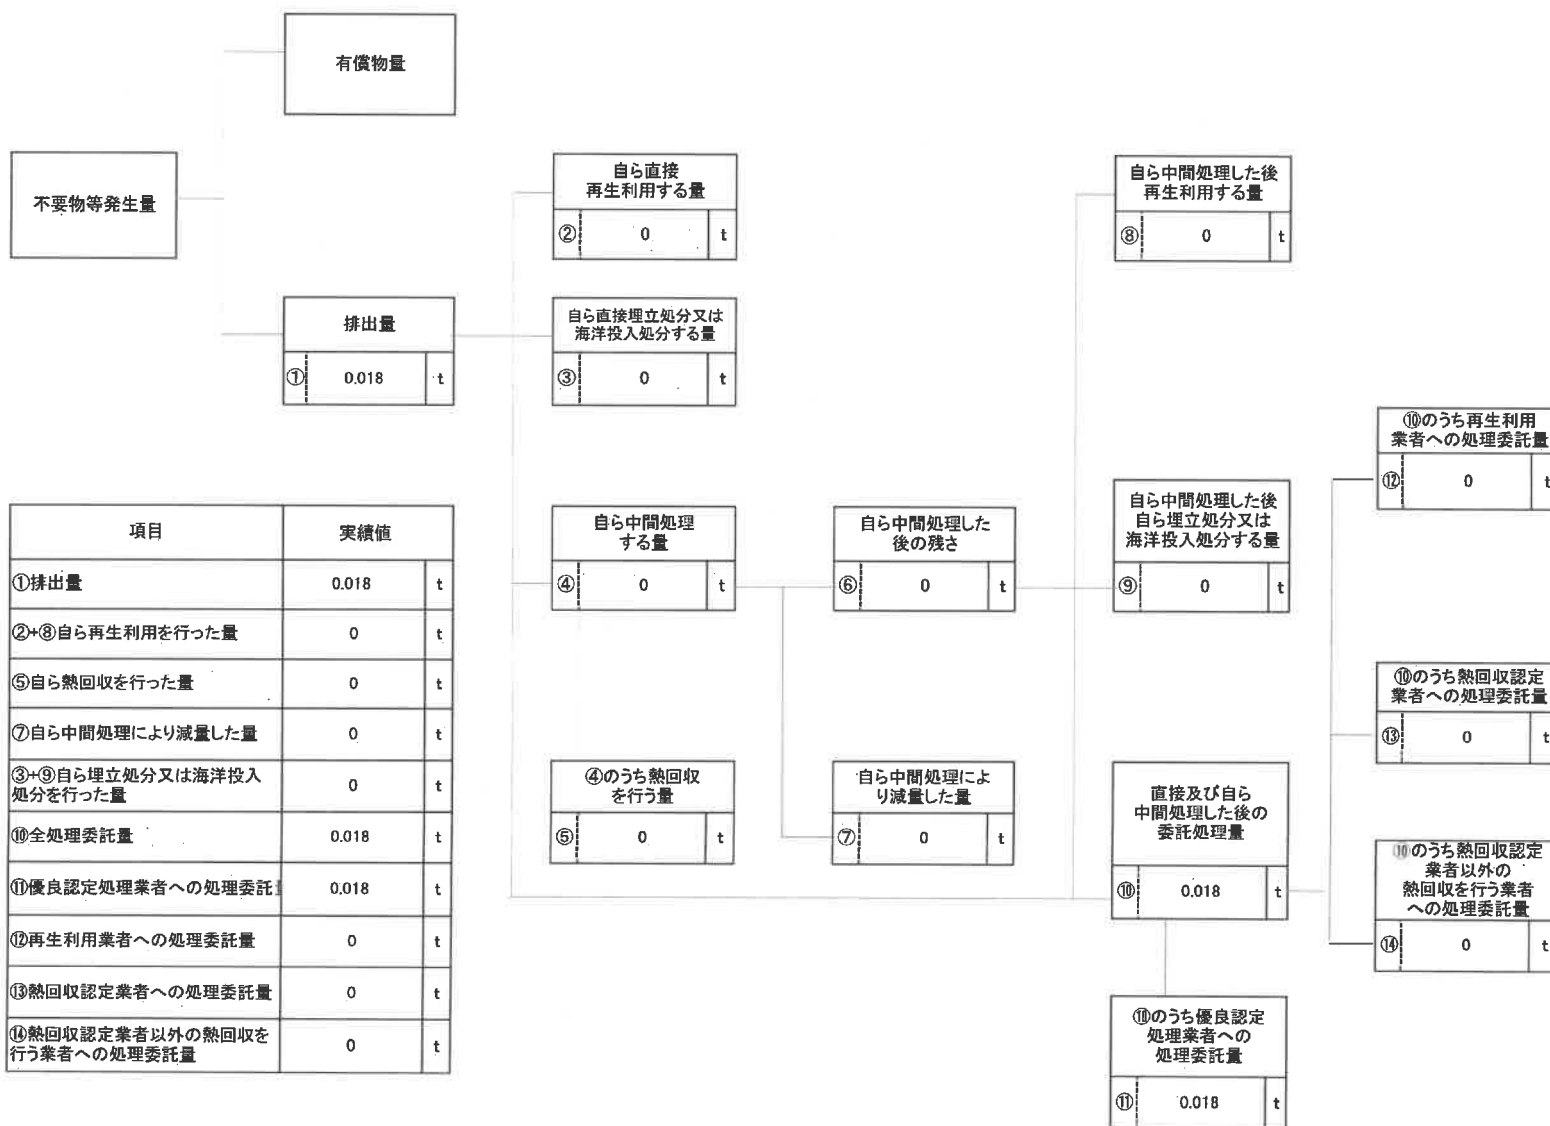 有償物量
不要物等発生量
自ら直接
再生利用する量
② 0 t
自ら中間処理した後
再生利用する量
⑧ 0 t
排出量
① 0.018 t
自ら直接埋立処分又は
海洋投入処分する量
③ 0 t
⑩のうち再生利用
業者への処理委託量
⑫ 0 t
自ら中間処理
する量
④ 0 t
自ら中間処理した
後の残さ
⑥ 0 t
自ら中間処理した後
自ら埋立処分又は
海洋投入処分する量
⑨ 0 t
⑩のうち熱回収認定
業者への処理委託量
⑬ 0 t
④のうち熱回収
を行う量
⑤ 0 t
自ら中間処理によ
り減量した量
⑦ 0 t
直接及び自ら
中間処理した後の
委託処理量
⑩ 0.018 t
⑩のうち熱回収認定
業者以外の
熱回収を行う業者
への処理委託量
⑭ 0 t
⑩のうち優良認定
処理業者への
処理委託量
⑪ 0.018 t
項目 実績値
①排出量 0.018 t
②+⑧自ら再生利用を行った量 0 t
⑤自ら熱回収を行った量 0 t
⑦自ら中間処理により減量した量 0 t
③+⑨自ら埋立処分又は海洋投入
処分を行った量 0 t
⑩全処理委託量 0.018 t
⑪優良認定処理業者への処理委託 0.018 t
⑫再生利用業者への処理委託量 0 t
⑬熱回収認定業者への処理委託量 0 t
⑭熱回収認定業者以外の熱回収を
行う業者への処理委託量 0 t